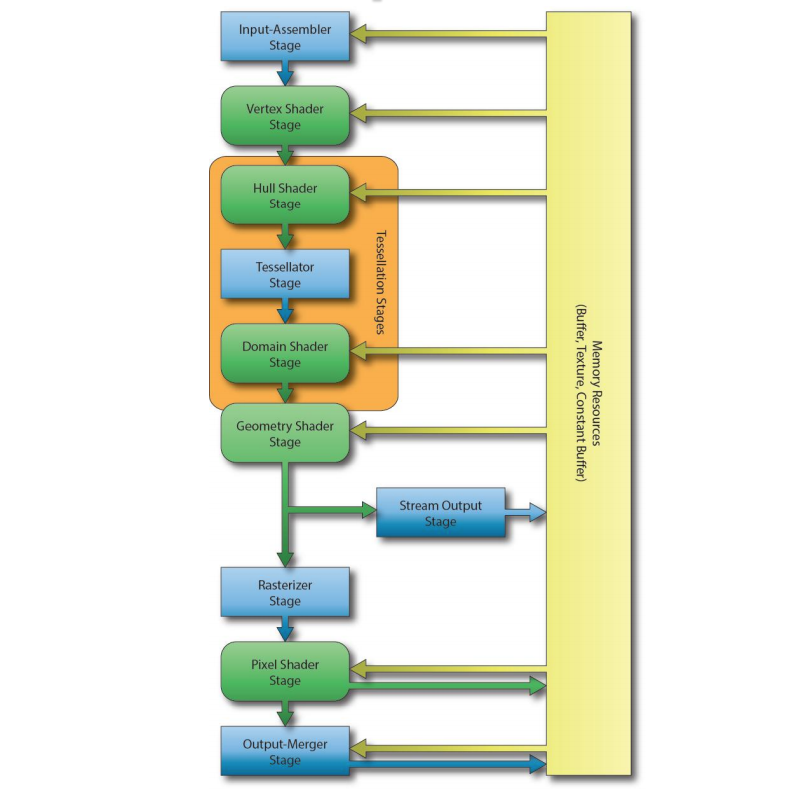 Input-Assembler
Stage
Vertex Shader
Stage
Hull Shader
Stage
Tessellator
Stage
Tessellation Stages
Domain Shader
Stage
Geometry Shader
Stage
Stream Output
Stage
Rasterizer
Stage
Pixel Shader
Stage
Output-Merger
Stage
Memory Resources
(Buffer, Texture, Constant Buffer)